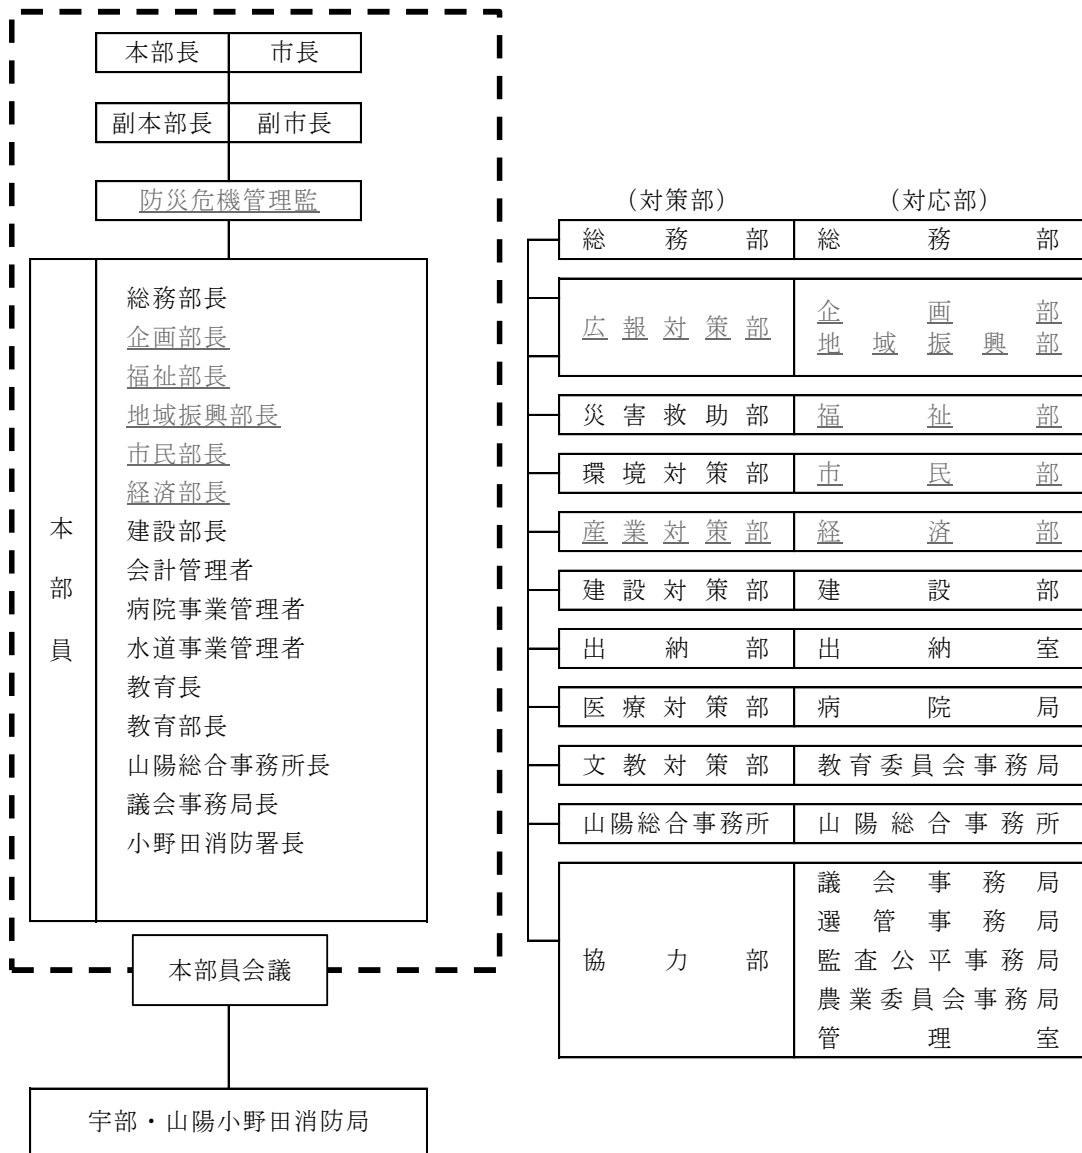 本部長 市長
副本部長 副市長
防災危機管理監
本部員
総務部長
企画部長
福祉部長
地域振興部長
市民部長
経済部長
建設部長
会計管理者
病院事業管理者
水道事業管理者
教育長
教育部長
山陽総合事務所長
議会事務局長
小野田消防署長
本部員会議
宇部・山陽小野田消防局
(対策部) (対応部)
総務部 総務部
広報対策部 企画部
地域振興部
災害救助部 福祉部
環境対策部 市民部
産業対策部 経済部
建設対策部 建設部
出納部 出納室
医療対策部 病院局
文教対策部 教育委員会事務局
山陽総合事務所 山陽総合事務所
協力部
議会事務局
選管事務局
監査公平事務局
農業委員会事務局
管理室